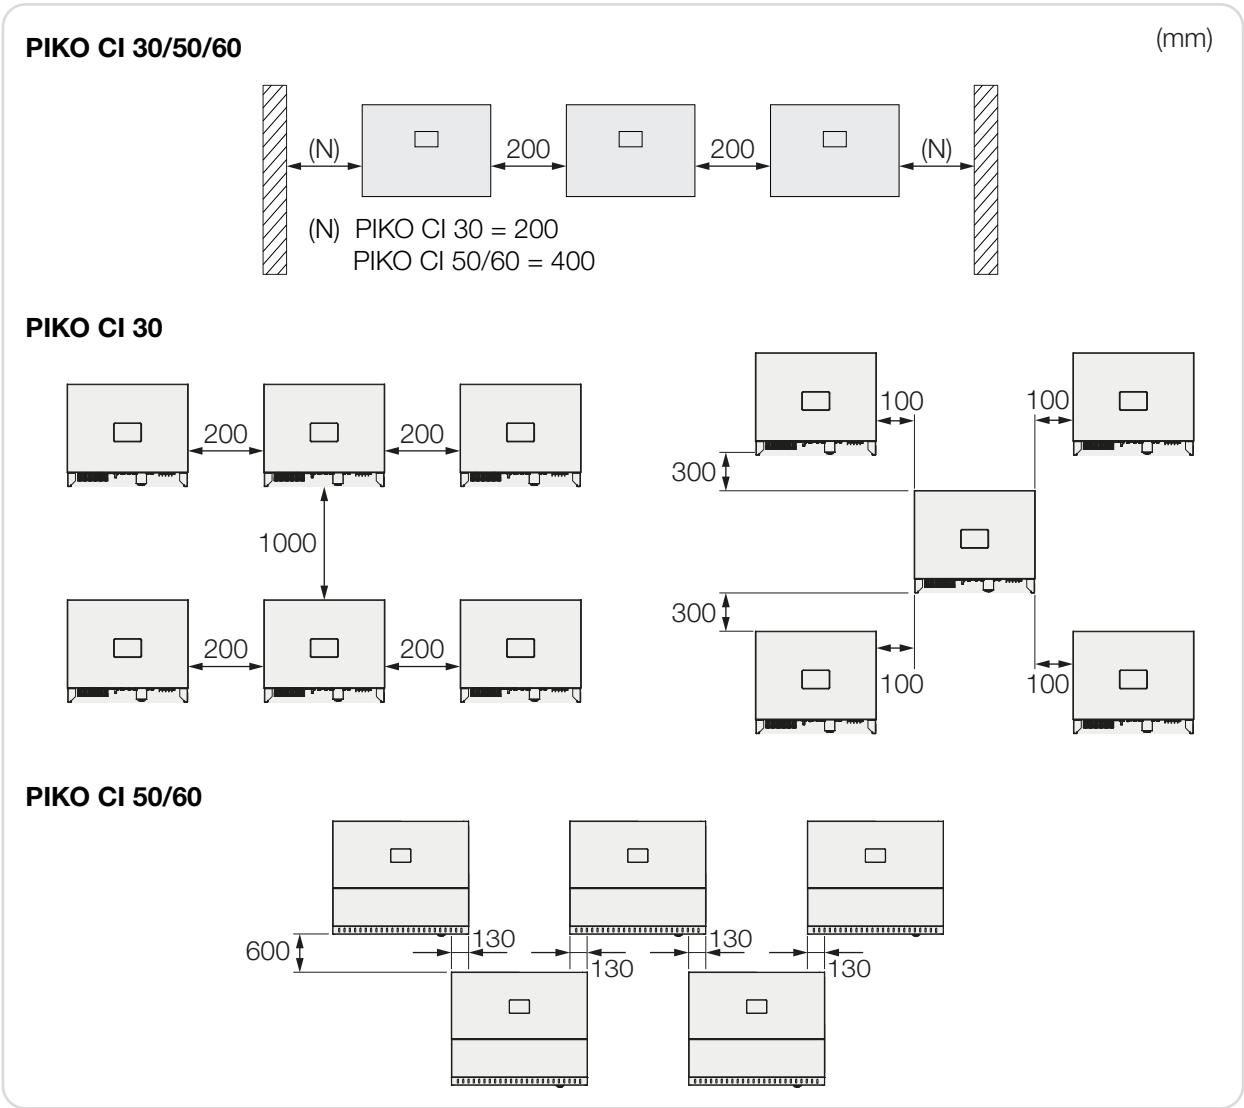 PIKO CI 30/50/60
(mm)
(N) 200 200 (N)
(N) PIKO CI 30 = 200
PIKO CI 50/60 = 400
PIKO CI 30
200 200
1000
200 200
100 100
300
300
100 100
PIKO CI 50/60
600
130 130
130 130